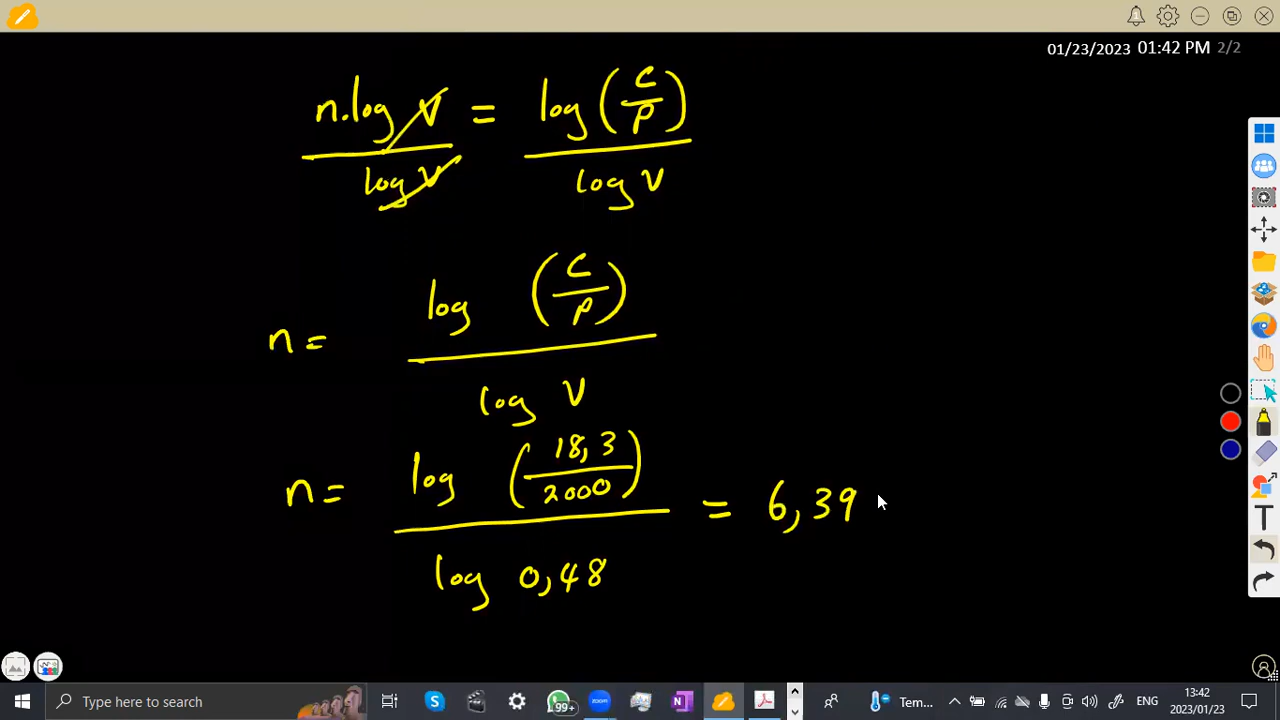 01/23/2023 01:42 PM 2/2
n.log V / log V = log (C/P) / log V
n = log (C/P) / log V
n = log (18,3/2000) / log 0,48 = 6,39
T
99+
Type here to search
Tem...
ENG
13:42
2023/01/23